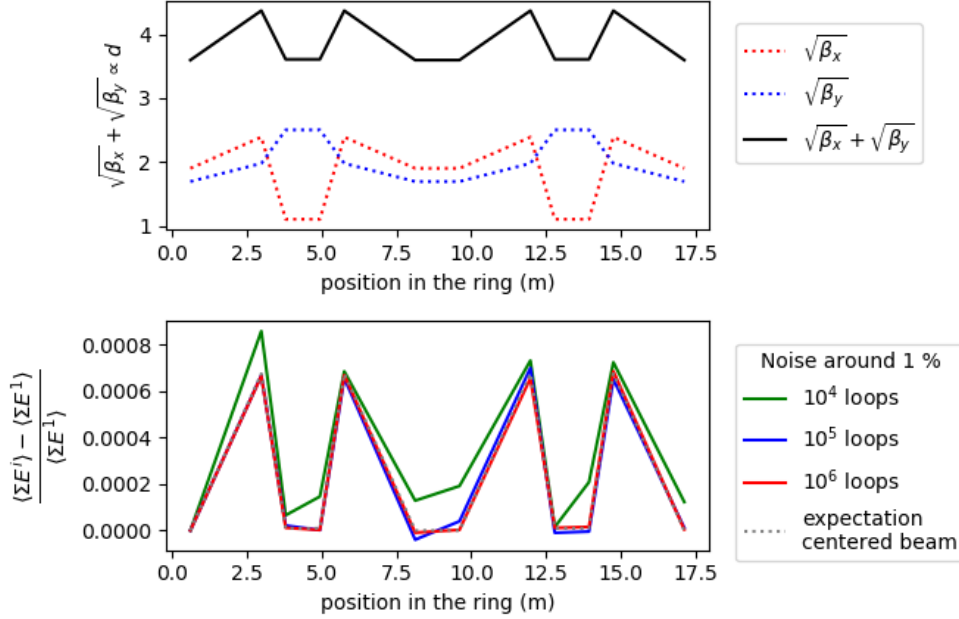 √βx + √βy ∝ d
4
3
2
1
0.0 2.5 5.0 7.5 10.0 12.5 15.0 17.5
position in the ring (m)
√βx
√βy
√βx + √βy
⟨ΣE^i⟩ − ⟨ΣE^1⟩
⟨ΣE^1⟩
0.0008
0.0006
0.0004
0.0002
0.0000
0.0 2.5 5.0 7.5 10.0 12.5 15.0 17.5
position in the ring (m)
Noise around 1 %
10^4 loops
10^5 loops
10^6 loops
expectation
centered beam